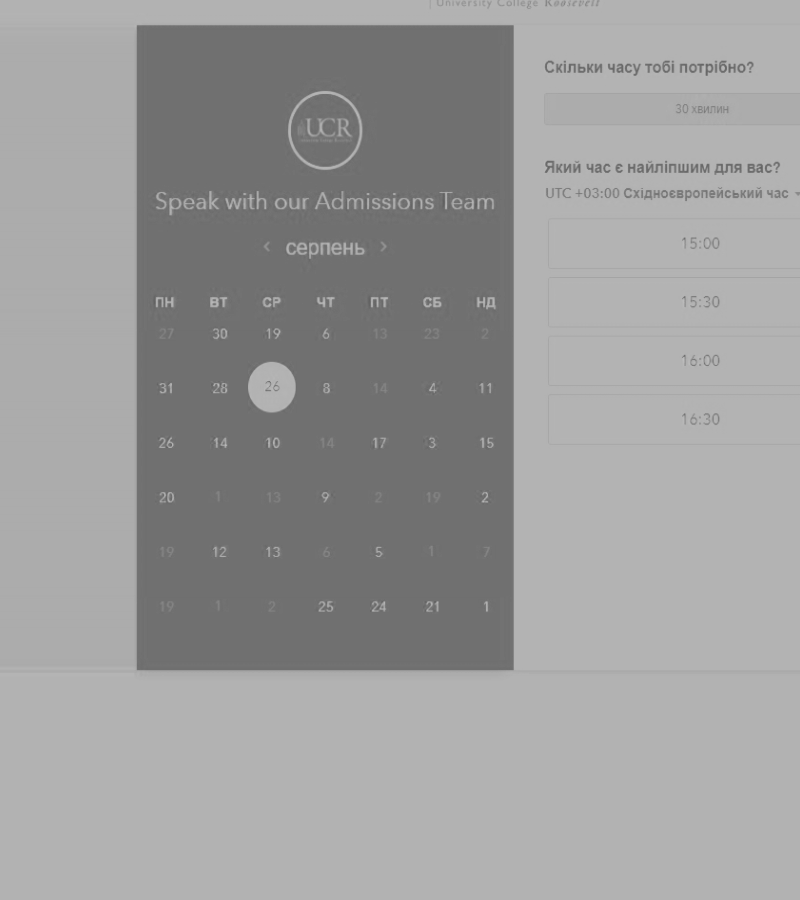 | University College Roosevelt
UCR
Speak with our Admissions Team
‹ серпень ›
ПН ВТ СР ЧТ ПТ СБ НД
27 30 19 6 13 23 2
31 28 26 8 14 4 11
26 14 10 14 17 3 15
20 1 13 9 2 19 2
19 12 13 6 5 1 7
19 1 2 25 24 21 1
Скільки часу тобі потрібно?
30 хвилин
Який час є найліпшим для вас?
UTC +03:00 Східноєвропейський час
15:00
15:30
16:00
16:30